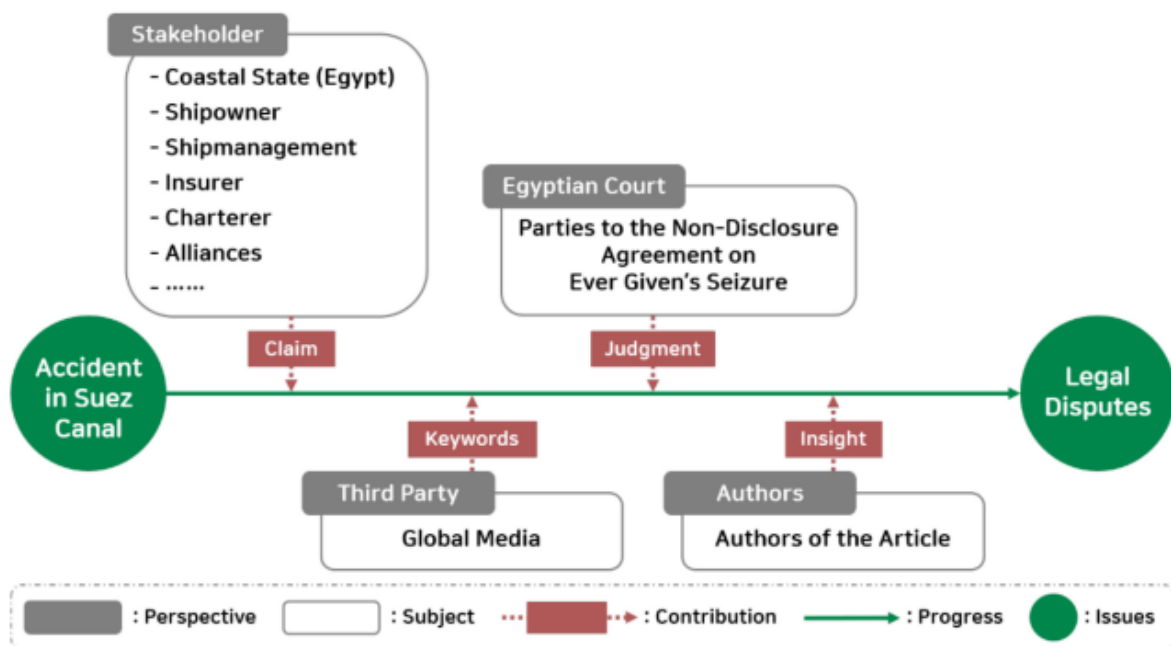 Stakeholder
- Coastal State (Egypt)
- Shipowner
- Shipmanagement
- Insurer
- Charterer
- Alliances
- ······
Egyptian Court
Parties to the Non-Disclosure
Agreement on
Ever Given's Seizure
Claim
Judgment
Accident
in Suez
Canal
Legal
Disputes
Keywords
Insight
Third Party
Global Media
Authors
Authors of the Article
: Perspective
: Subject
: Contribution
: Progress
: Issues